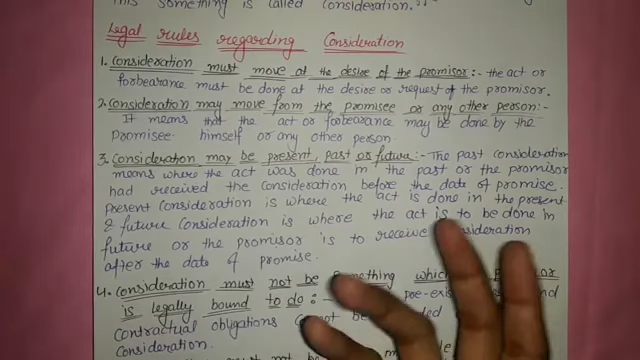 This something is called consideration."
Legal rules regarding Consideration
1. Consideration must move at the desire of the promisor:- the act or
forbearance must be done at the desire or request of the promisor.
2. Consideration may move from the promisee or any other person:-
It means that the act or forbearance may be done by the
promisee himself or any other person.
3. Consideration may be present, past or future:- The past consideration
means where the act was done in the past or the promisor
had received the consideration before the date of promise.
present consideration is where the act is done in the present
& future consideration is where the act is to be done in
future or the promisor is to receive consideration
after the date of promise.
4. Consideration must not be Something which or
is legally bound to do:- pre-exis and
contractual obligations
consideration.
not be